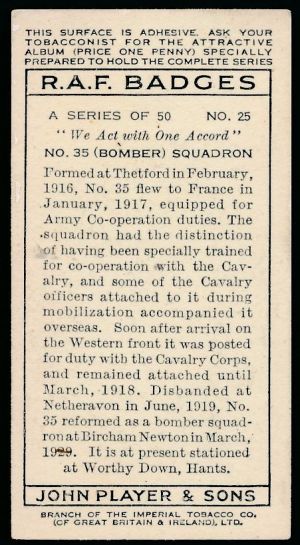 THIS SURFACE IS ADHESIVE. ASK YOUR
TOBACCONIST FOR THE ATTRACTIVE
ALBUM (PRICE ONE PENNY) SPECIALLY
PREPARED TO HOLD THE COMPLETE SERIES
R.A.F. BADGES
A SERIES OF 50 NO. 25
"We Act with One Accord"
NO. 35 (BOMBER) SQUADRON
Formed at Thetford in February,
1916, No. 35 flew to France in
January, 1917, equipped for
Army Co-operation duties. The
squadron had the distinction
of having been specially trained
for co-operation with the Cav-
alry, and some of the Cavalry
officers attached to it during
mobilization accompanied it
overseas. Soon after arrival on
the Western front it was posted
for duty with the Cavalry Corps,
and remained attached until
March, 1918. Disbanded at
Netheravon in June, 1919, No.
35 reformed as a bomber squad-
ron at Bircham Newton in March,
1929. It is at present stationed
at Worthy Down, Hants.
JOHN PLAYER & SONS
BRANCH OF THE IMPERIAL TOBACCO CO.
(OF GREAT BRITAIN & IRELAND), LTD.